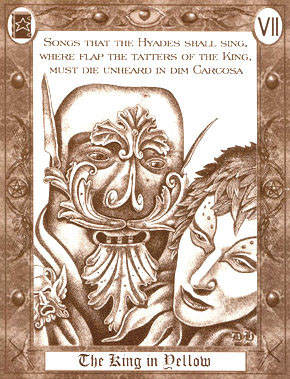 VII
Songs that the Hyades shall sing,
where flap the tatters of the King,
must die unheard in dim Carcosa
DH
The King in Yellow